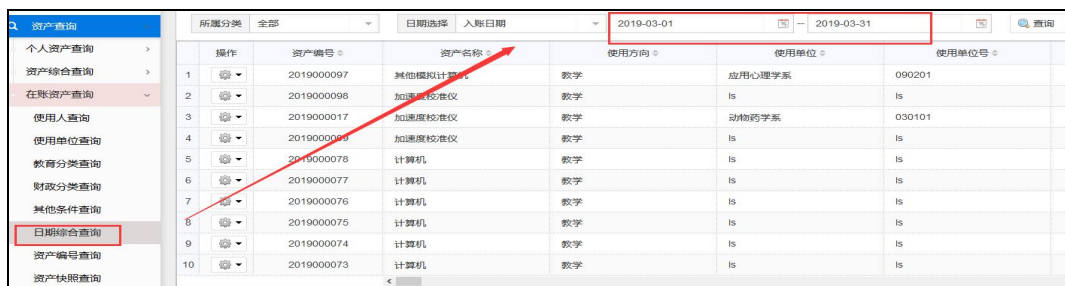 资产查询 所属分类 全部 日期选择 入账日期 2019-03-01 -- 2019-03-31 查询
个人资产查询
资产综合查询
在账资产查询
使用人查询
使用单位查询
教育分类查询
财政分类查询
其他条件查询
日期综合查询
资产编号查询
资产快照查询
操作 资产编号 资产名称 使用方向 使用单位 使用单位号
1 2019000097 其他模拟计算机 教学 应用心理学系 090201
2 2019000098 加速度校准仪 教学 ls ls
3 2019000017 加速度校准仪 教学 动物药学系 030101
4 2019000099 加速度校准仪 教学 ls ls
5 2019000078 计算机 教学 ls ls
6 2019000077 计算机 教学 ls ls
7 2019000076 计算机 教学 ls ls
8 2019000075 计算机 教学 ls ls
9 2019000074 计算机 教学 ls ls
10 2019000073 计算机 教学 ls ls